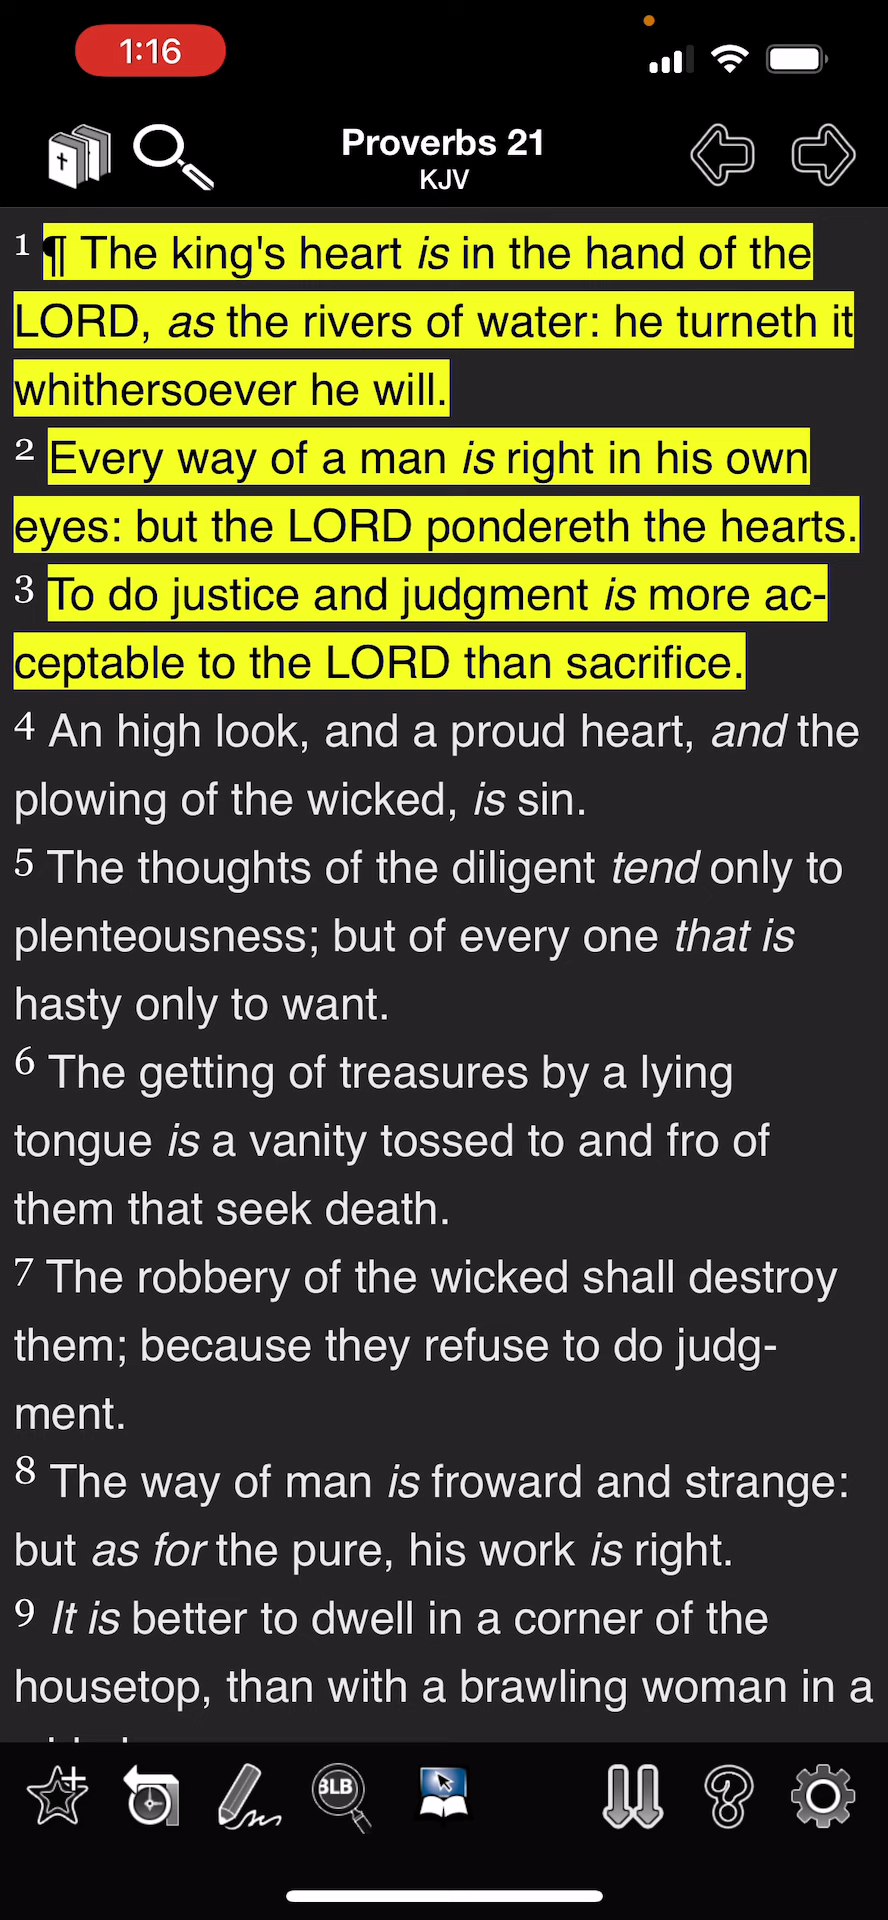 1:16
Proverbs 21
KJV
1 ¶ The king's heart is in the hand of the
LORD, as the rivers of water: he turneth it
whithersoever he will.
2 Every way of a man is right in his own
eyes: but the LORD pondereth the hearts.
3 To do justice and judgment is more ac-
ceptable to the LORD than sacrifice.
4 An high look, and a proud heart, and the
plowing of the wicked, is sin.
5 The thoughts of the diligent tend only to
plenteousness; but of every one that is
hasty only to want.
6 The getting of treasures by a lying
tongue is a vanity tossed to and fro of
them that seek death.
7 The robbery of the wicked shall destroy
them; because they refuse to do judg-
ment.
8 The way of man is froward and strange:
but as for the pure, his work is right.
9 It is better to dwell in a corner of the
housetop, than with a brawling woman in a
BLB